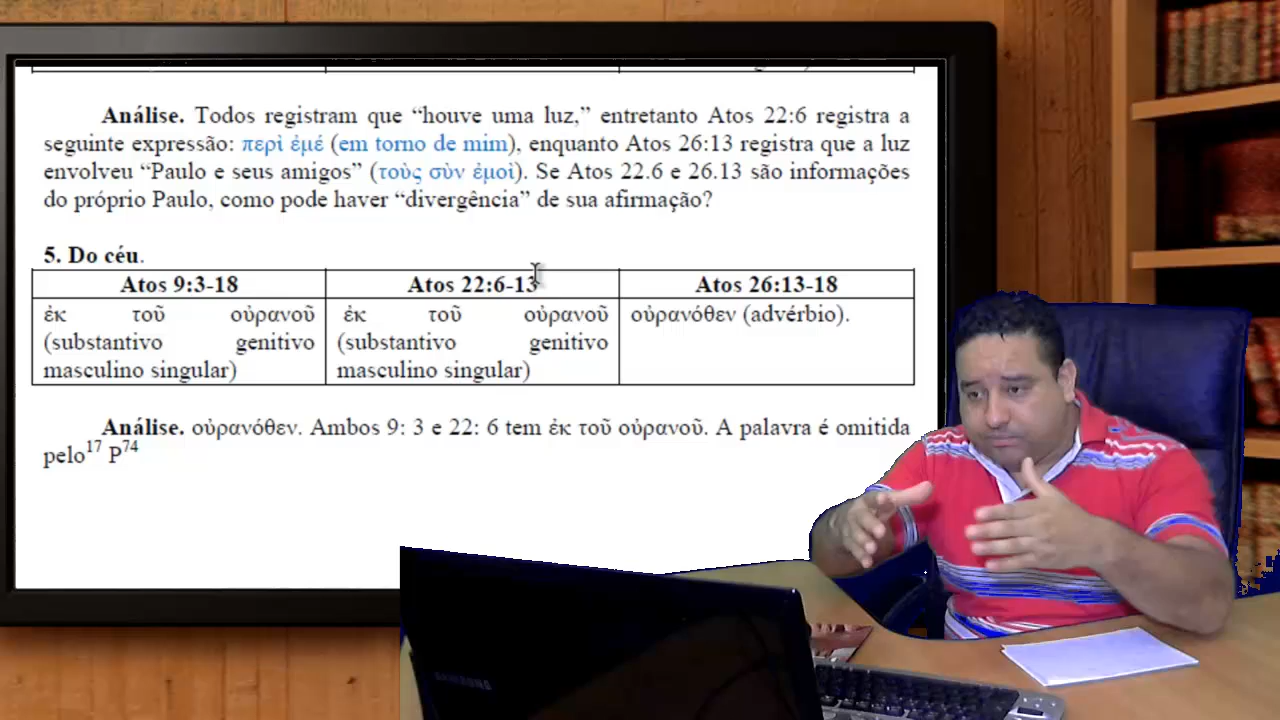 Análise. Todos registram que “houve uma luz,” entretanto Atos 22:6 registra a
seguinte expressão: περὶ ἐμέ (em torno de mim), enquanto Atos 26:13 registra que a luz
envolveu “Paulo e seus amigos” (τοὺς σὺν ἐμοὶ). Se Atos 22.6 e 26.13 são informações
do próprio Paulo, como pode haver “divergência” de sua afirmação?
5. Do céu.
Atos 9:3-18 Atos 22:6-13 Atos 26:13-18
ἐκ τοῦ οὐρανοῦ ἐκ τοῦ οὐρανοῦ οὐρανόθεν (advérbio).
(substantivo genitivo (substantivo genitivo
masculino singular) masculino singular)
Análise. οὐρανόθεν. Ambos 9: 3 e 22: 6 tem ἐκ τοῦ οὐρανοῦ. A palavra é omitida
pelo17 P74
SAMSUNG